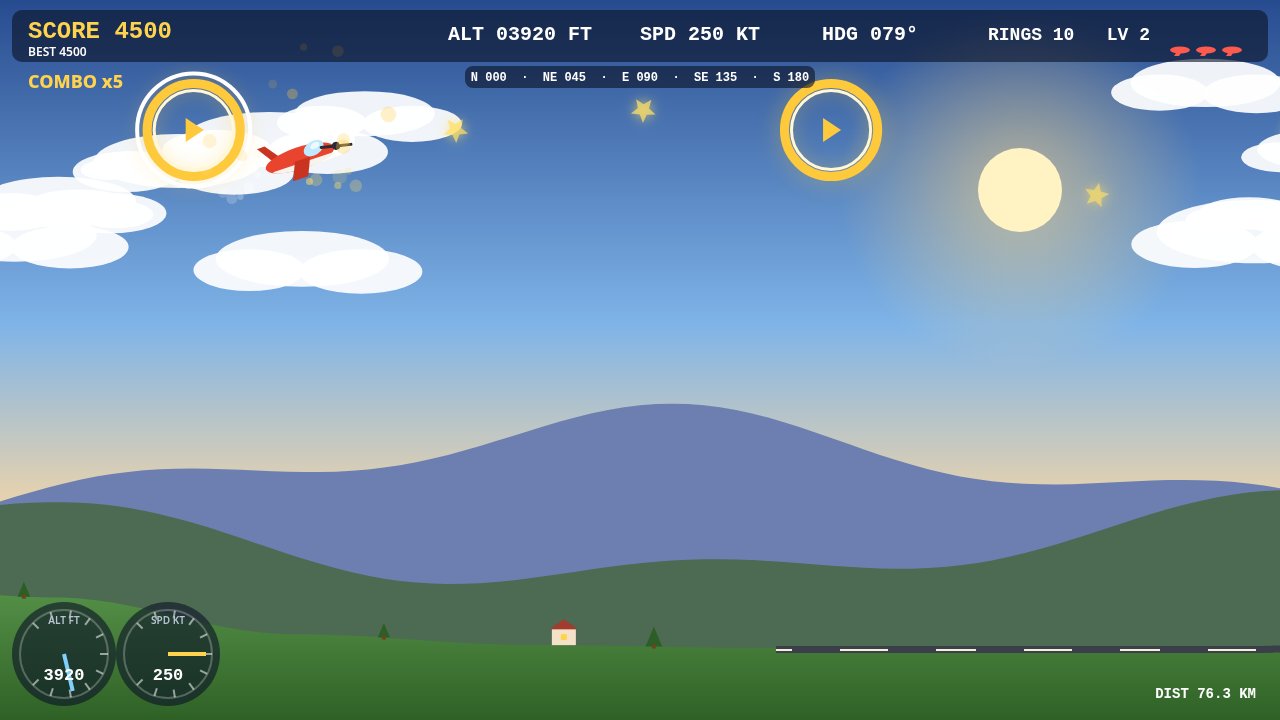 SCORE 4500
BEST 4500
ALT 03920 FT
SPD 250 KT
HDG 079°
RINGS 10
LV 2
COMBO x5
N 000 · NE 045 · E 090 · SE 135 · S 180
ALT FT
3920
SPD KT
250
DIST 76.3 KM